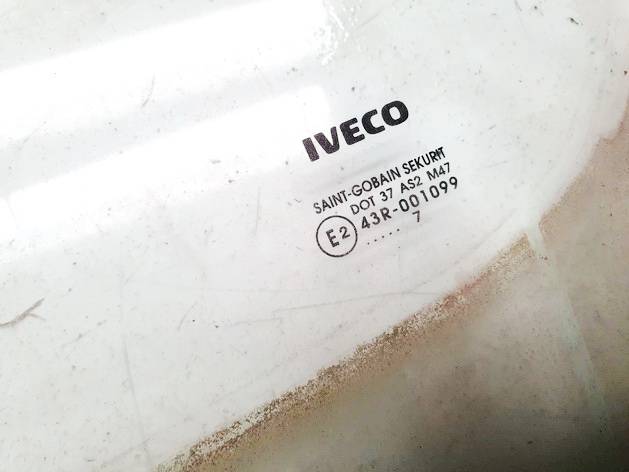 IVECO
SAINT-GOBAIN SEKURIT
DOT 37 AS2 M47
E2 43R-001099
..... 7